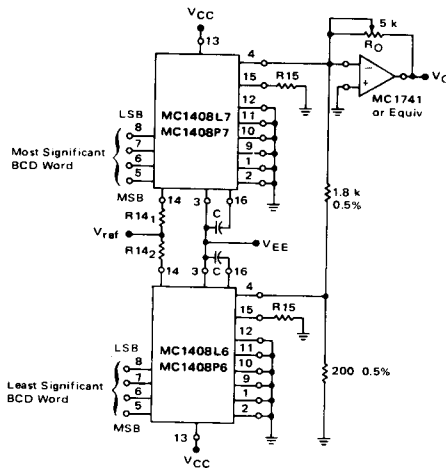 VCC
13
4
5 k
RO
15
R15
VO
MC1741
or Equiv
MC1408L7
MC1408P7
12
11
10
9
1
2
LSB
8
7
6
5
MSB
Most Significant
BCD Word
14
3
16
R14₁
C
1.8 k
0.5%
Vref
VEE
R14₂
C
14
3
16
4
15
R15
MC1408L6
MC1408P6
12
11
10
9
1
2
LSB
8
7
6
5
MSB
Least Significant
BCD Word
200 0.5%
13
VCC